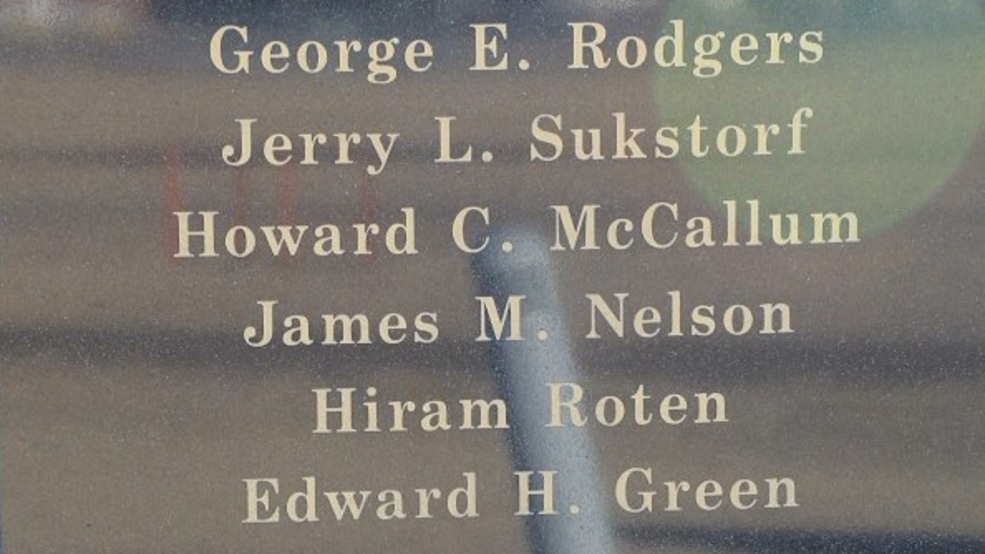 George E. Rodgers
Jerry L. Sukstorf
Howard C. McCallum
James M. Nelson
Hiram Roten
Edward H. Green